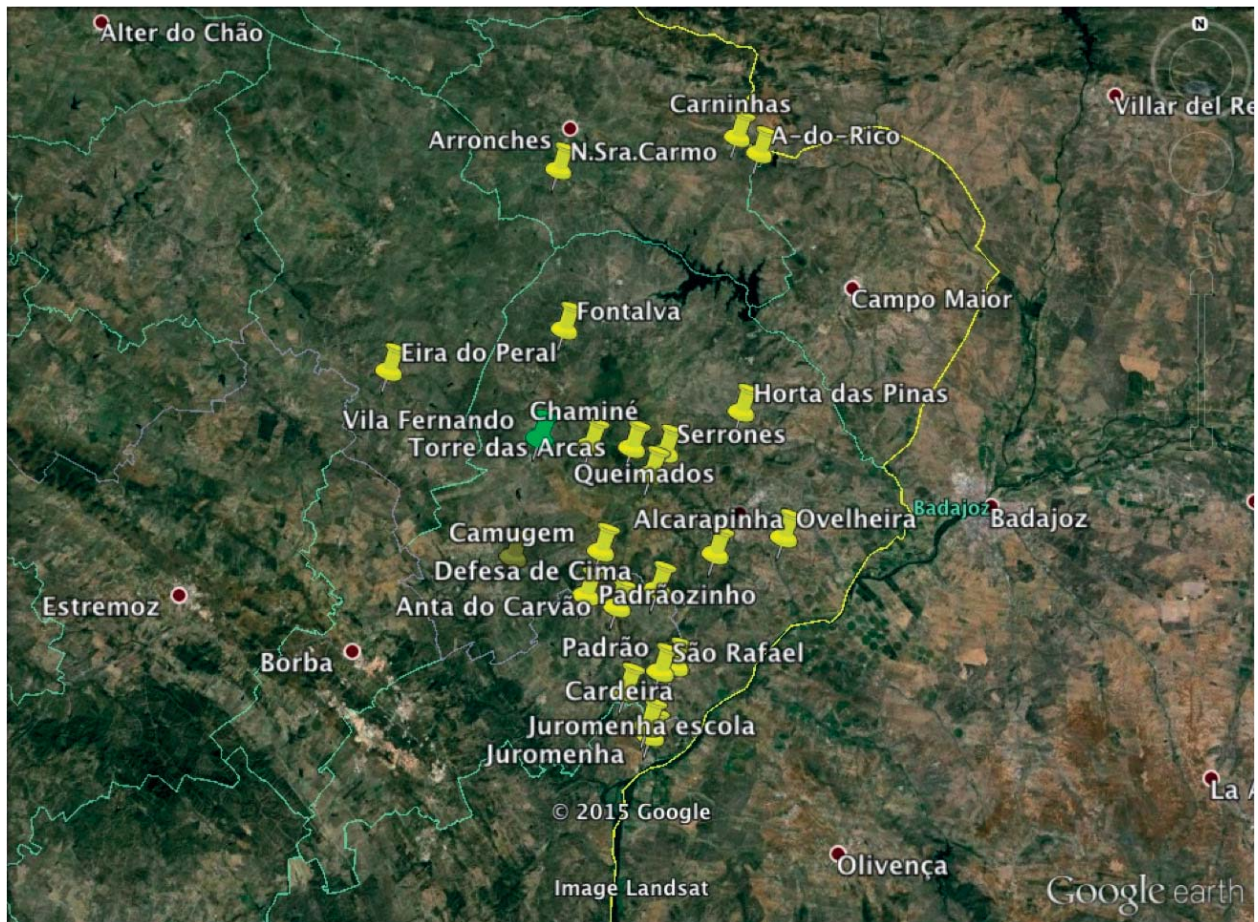 N
Alter do Chão
Villar del Re
Carninhas
Arronches
N.Sra.Carmo
A-do-Rico
Campo Maior
Fontalva
Eira do Peral
Horta das Pinas
Vila Fernando
Chaminé
Torre das Arcas
Serrones
Queimados
Camugem
Alcarapinha
Ovelheira
Badajoz
Badajoz
Defesa de Cima
Estremoz
Anta do Carvão
Padrãozinho
Borba
Padrão
São Rafael
Cardeira
Juromenha escola
Juromenha
La A
© 2015 Google
Olivença
Image Landsat
Google earth